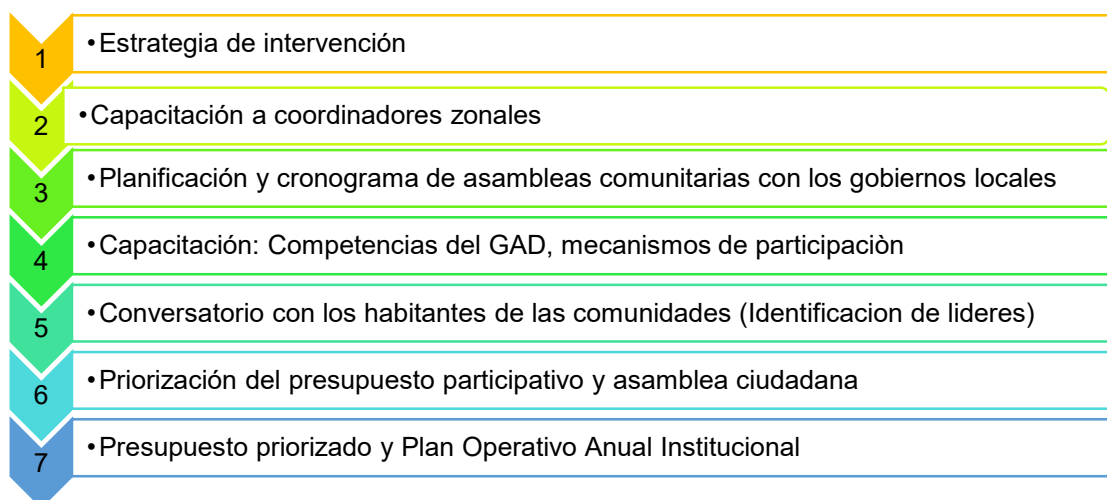 1 •Estrategia de intervención
2 •Capacitación a coordinadores zonales
3 •Planificación y cronograma de asambleas comunitarias con los gobiernos locales
4 •Capacitación: Competencias del GAD, mecanismos de participaciòn
5 •Conversatorio con los habitantes de las comunidades (Identificacion de lideres)
6 •Priorización del presupuesto participativo y asamblea ciudadana
7 •Presupuesto priorizado y Plan Operativo Anual Institucional